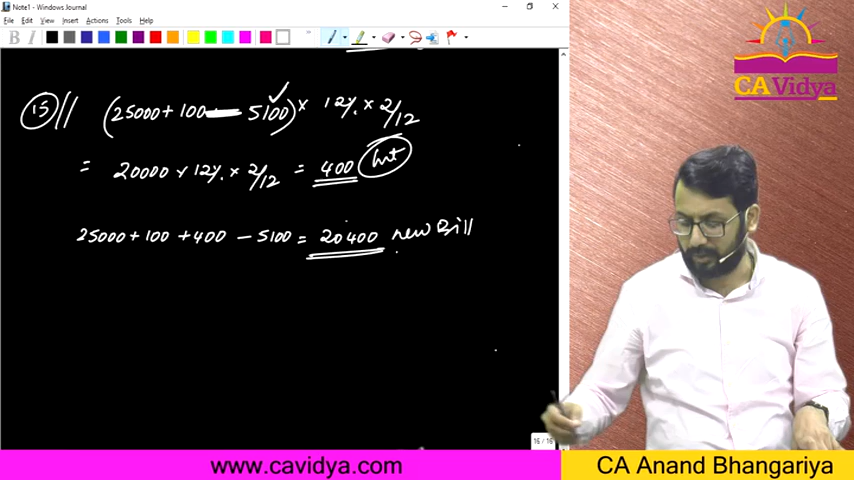 Note1 - Windows Journal
File Edit View Insert Actions Tools Help
B I
CA Vidya
15 // (25000 + 100 — 5100) × 12% × 2/12
= 20000 × 12% × 2/12 = 400 Int
25000 + 100 + 400 - 5100 = 20400 new Bill
16 / 16
www.cavidya.com
CA Anand Bhangariya